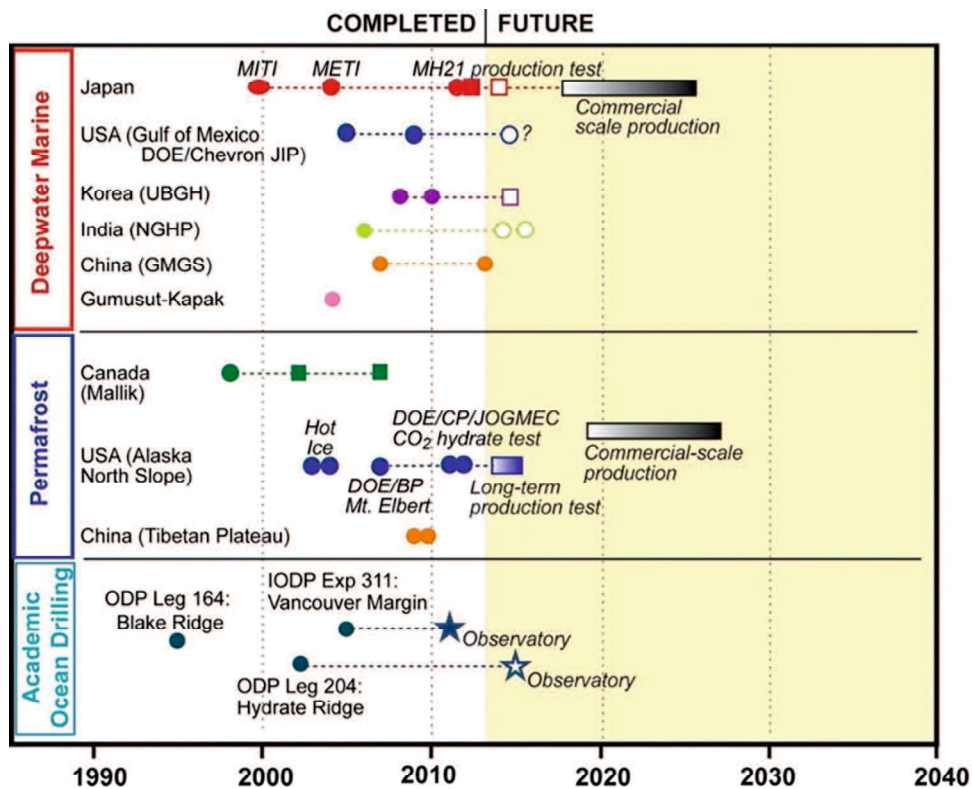 COMPLETED FUTURE
Deepwater Marine
Japan
MITI
METI
MH21 production test
Commercial
scale production
USA (Gulf of Mexico
DOE/Chevron JIP)
?
Korea (UBGH)
India (NGHP)
China (GMGS)
Gumusut-Kapak
Permafrost
Canada
(Mallik)
USA (Alaska
North Slope)
Hot
Ice
DOE/BP
Mt. Elbert
DOE/CP/JOGMEC
CO₂ hydrate test
Long-term
production test
Commercial-scale
production
China (Tibetan Plateau)
Academic
Ocean Drilling
ODP Leg 164:
Blake Ridge
IODP Exp 311:
Vancouver Margin
Observatory
ODP Leg 204:
Hydrate Ridge
Observatory
1990 2000 2010 2020 2030 2040